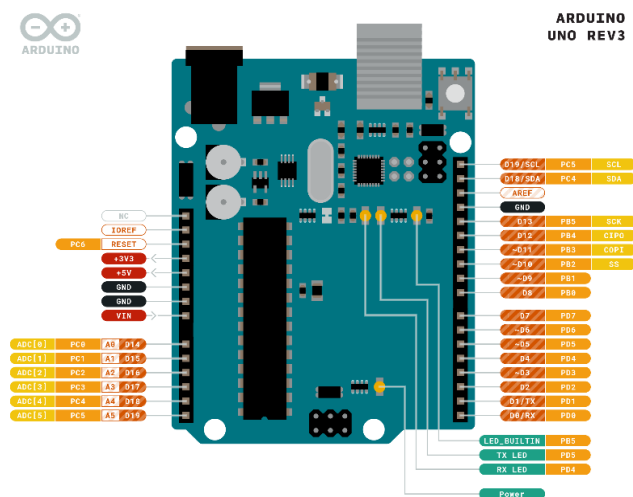 ARDUINO
ARDUINO
UNO REV3
D19/SCL PC5 SCL
D18/SDA PC4 SDA
AREF
GND
D13 PB5 SCK
D12 PB4 CIPO
~D11 PB3 COPI
~D10 PB2 SS
~D9 PB1
D8 PB0
D7 PD7
~D6 PD6
~D5 PD5
D4 PD4
~D3 PD3
D2 PD2
D1/TX PD1
D0/RX PD0
NC
IOREF
PC6 RESET
+3V3
+5V
GND
GND
VIN
ADC[0] PC0 A0 D14
ADC[1] PC1 A1 D15
ADC[2] PC2 A2 D16
ADC[3] PC3 A3 D17
ADC[4] PC4 A4 D18
ADC[5] PC5 A5 D19
LED_BUILTIN PB5
TX LED PD5
RX LED PD4
Power